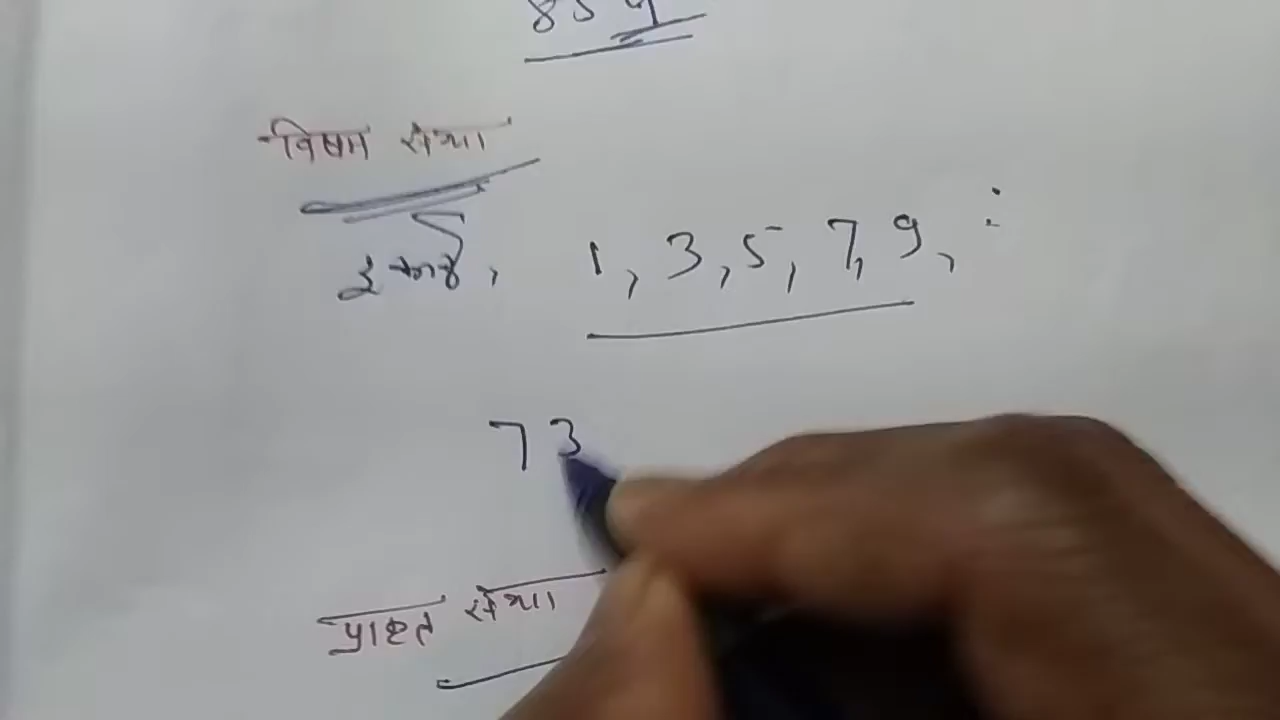 विषम संख्या
इकाई, 1, 3, 5, 7, 9,
73
प्राकृत संख्या